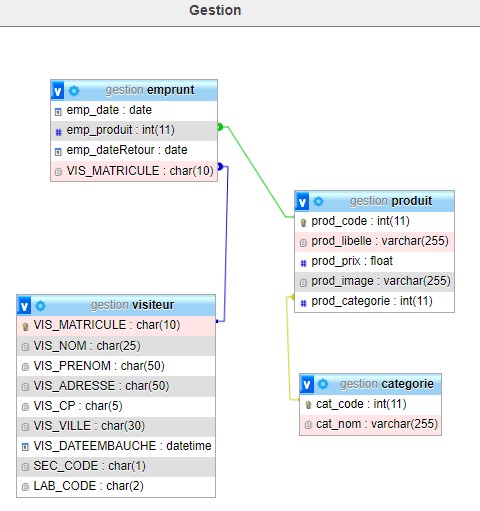 Gestion
v gestion emprunt
emp_date : date
# emp_produit : int(11)
emp_dateRetour : date
VIS_MATRICULE : char(10)
v gestion produit
prod_code : int(11)
prod_libelle : varchar(255)
# prod_prix : float
prod_image : varchar(255)
# prod_categorie : int(11)
v gestion visiteur
VIS_MATRICULE : char(10)
VIS_NOM : char(25)
VIS_PRENOM : char(50)
VIS_ADRESSE : char(50)
VIS_CP : char(5)
VIS_VILLE : char(30)
VIS_DATEEMBAUCHE : datetime
SEC_CODE : char(1)
LAB_CODE : char(2)
v gestion categorie
cat_code : int(11)
cat_nom : varchar(255)